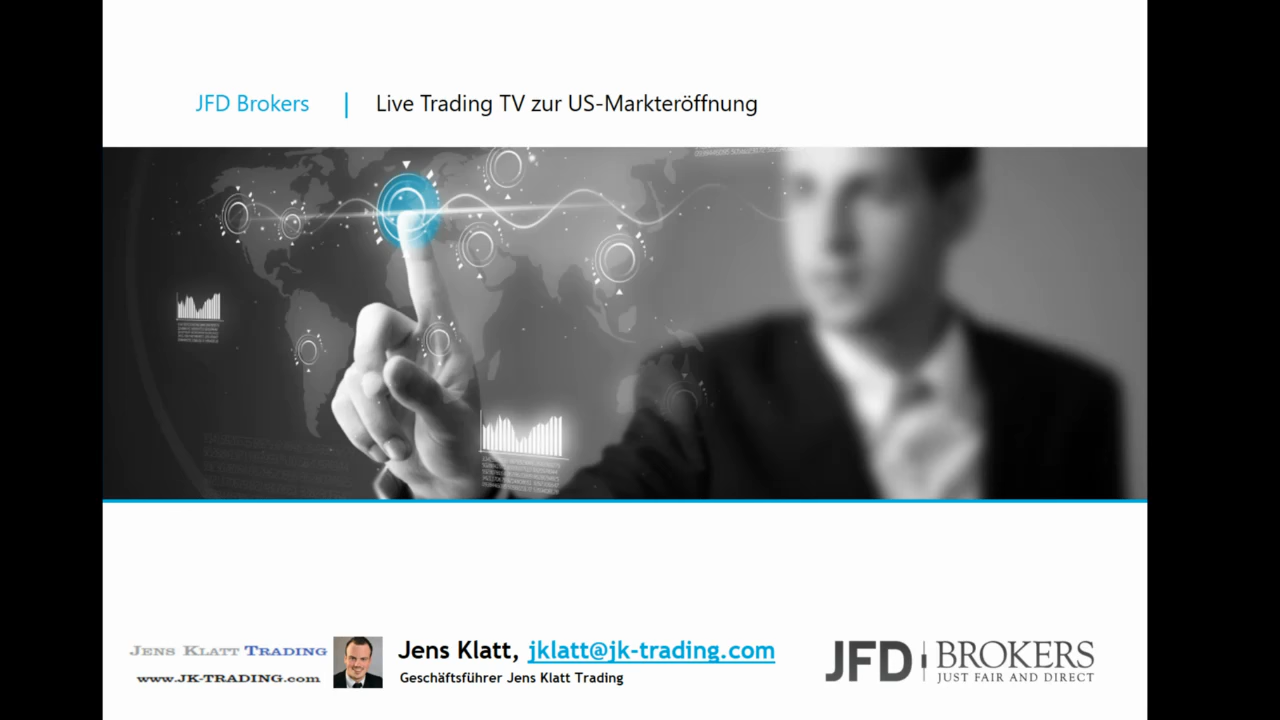 JFD Brokers | Live Trading TV zur US-Markteröffnung
JENS KLATT TRADING
www.JK-TRADING.com
Jens Klatt, jklatt@jk-trading.com
Geschäftsführer Jens Klatt Trading
JFD BROKERS
JUST FAIR AND DIRECT